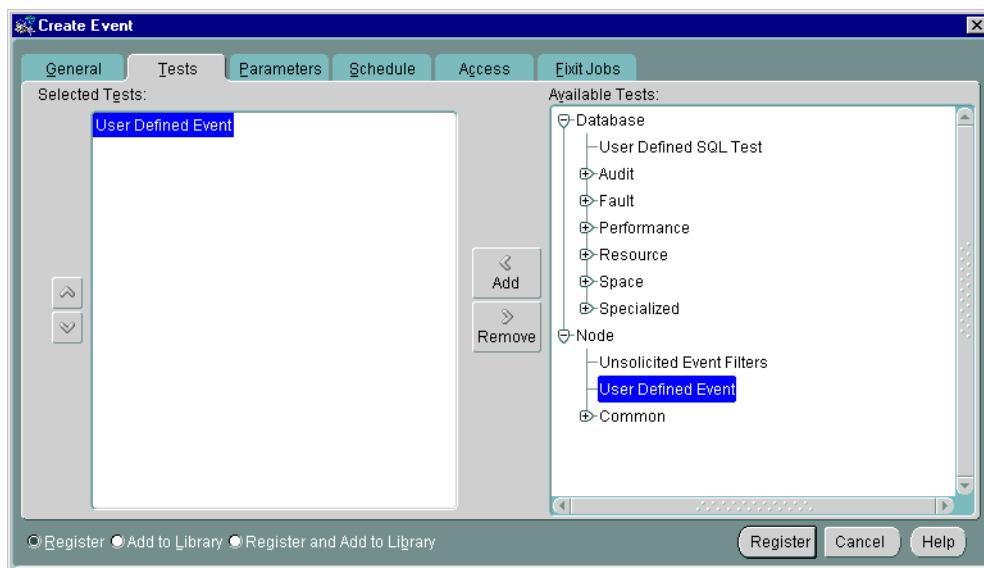 Create Event
General Tests Parameters Schedule Access Fixit Jobs
Selected Tests:
User Defined Event
Add
Remove
Available Tests:
Database
User Defined SQL Test
Audit
Fault
Performance
Resource
Space
Specialized
Node
Unsolicited Event Filters
User Defined Event
Common
Register Add to Library Register and Add to Library
Register Cancel Help